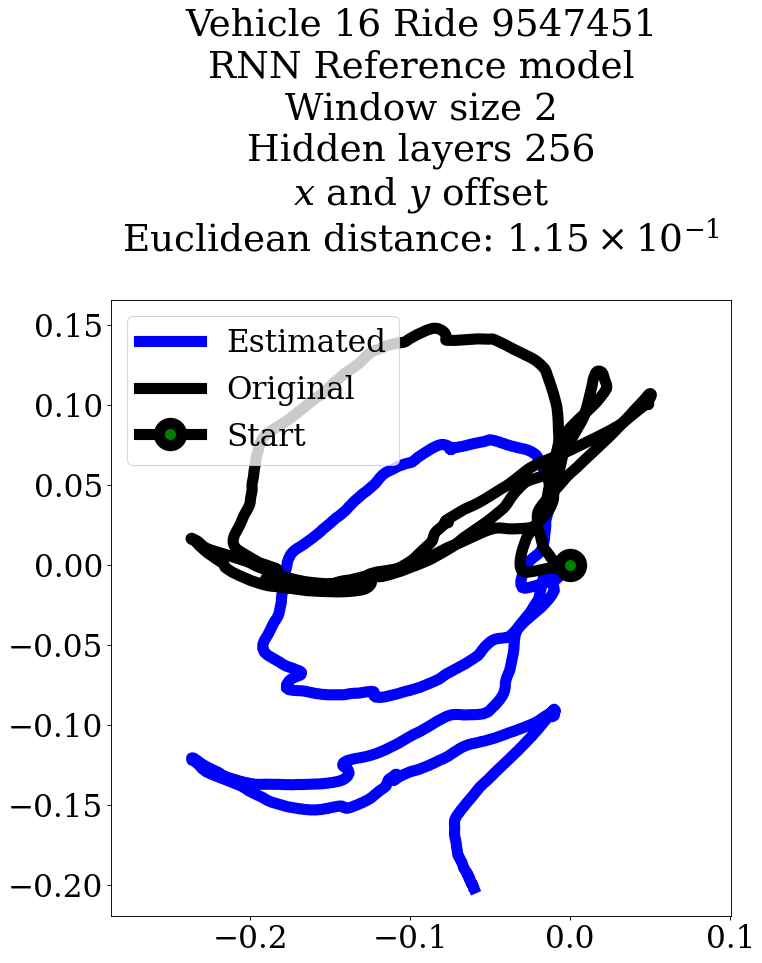 Vehicle 16 Ride 9547451
RNN Reference model
Window size 2
Hidden layers 256
x and y offset
Euclidean distance: 1.15 × 10⁻¹
Estimated
Original
Start
0.15
0.10
0.05
0.00
−0.05
−0.10
−0.15
−0.20
−0.2 −0.1 0.0 0.1